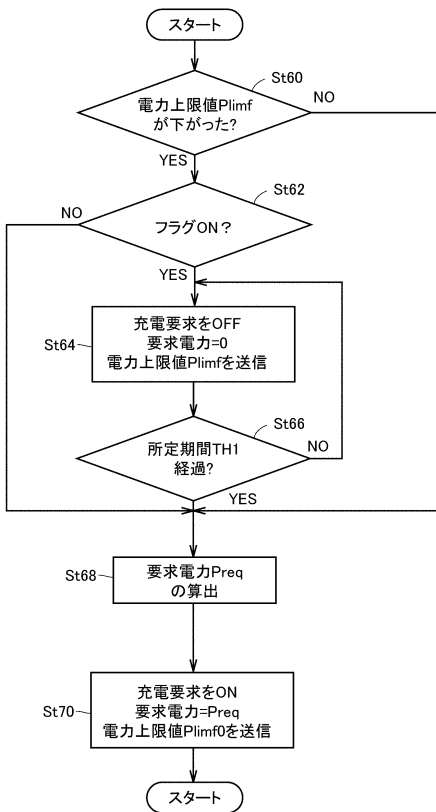 スタート
St60
電力上限値Plimf
が下がった?
NO
YES
St62
NO
フラグON？
YES
充電要求をOFF
要求電力=0
電力上限値Plimfを送信
St64
St66
所定期間TH1
経過?
NO
YES
St68
要求電力Preq
の算出
充電要求をON
要求電力=Preq
電力上限値Plimf0を送信
St70
スタート